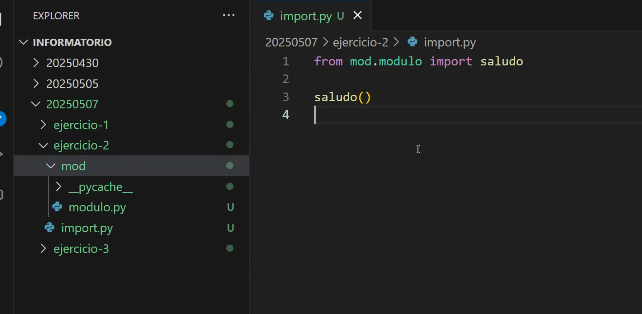 EXPLORER ...
INFORMATORIO
20250430
20250505
20250507
ejercicio-1
ejercicio-2
mod
__pycache__
modulo.py U
import.py U
ejercicio-3
import.py U
20250507 > ejercicio-2 > import.py
1 from mod.modulo import saludo
2
3 saludo()
4